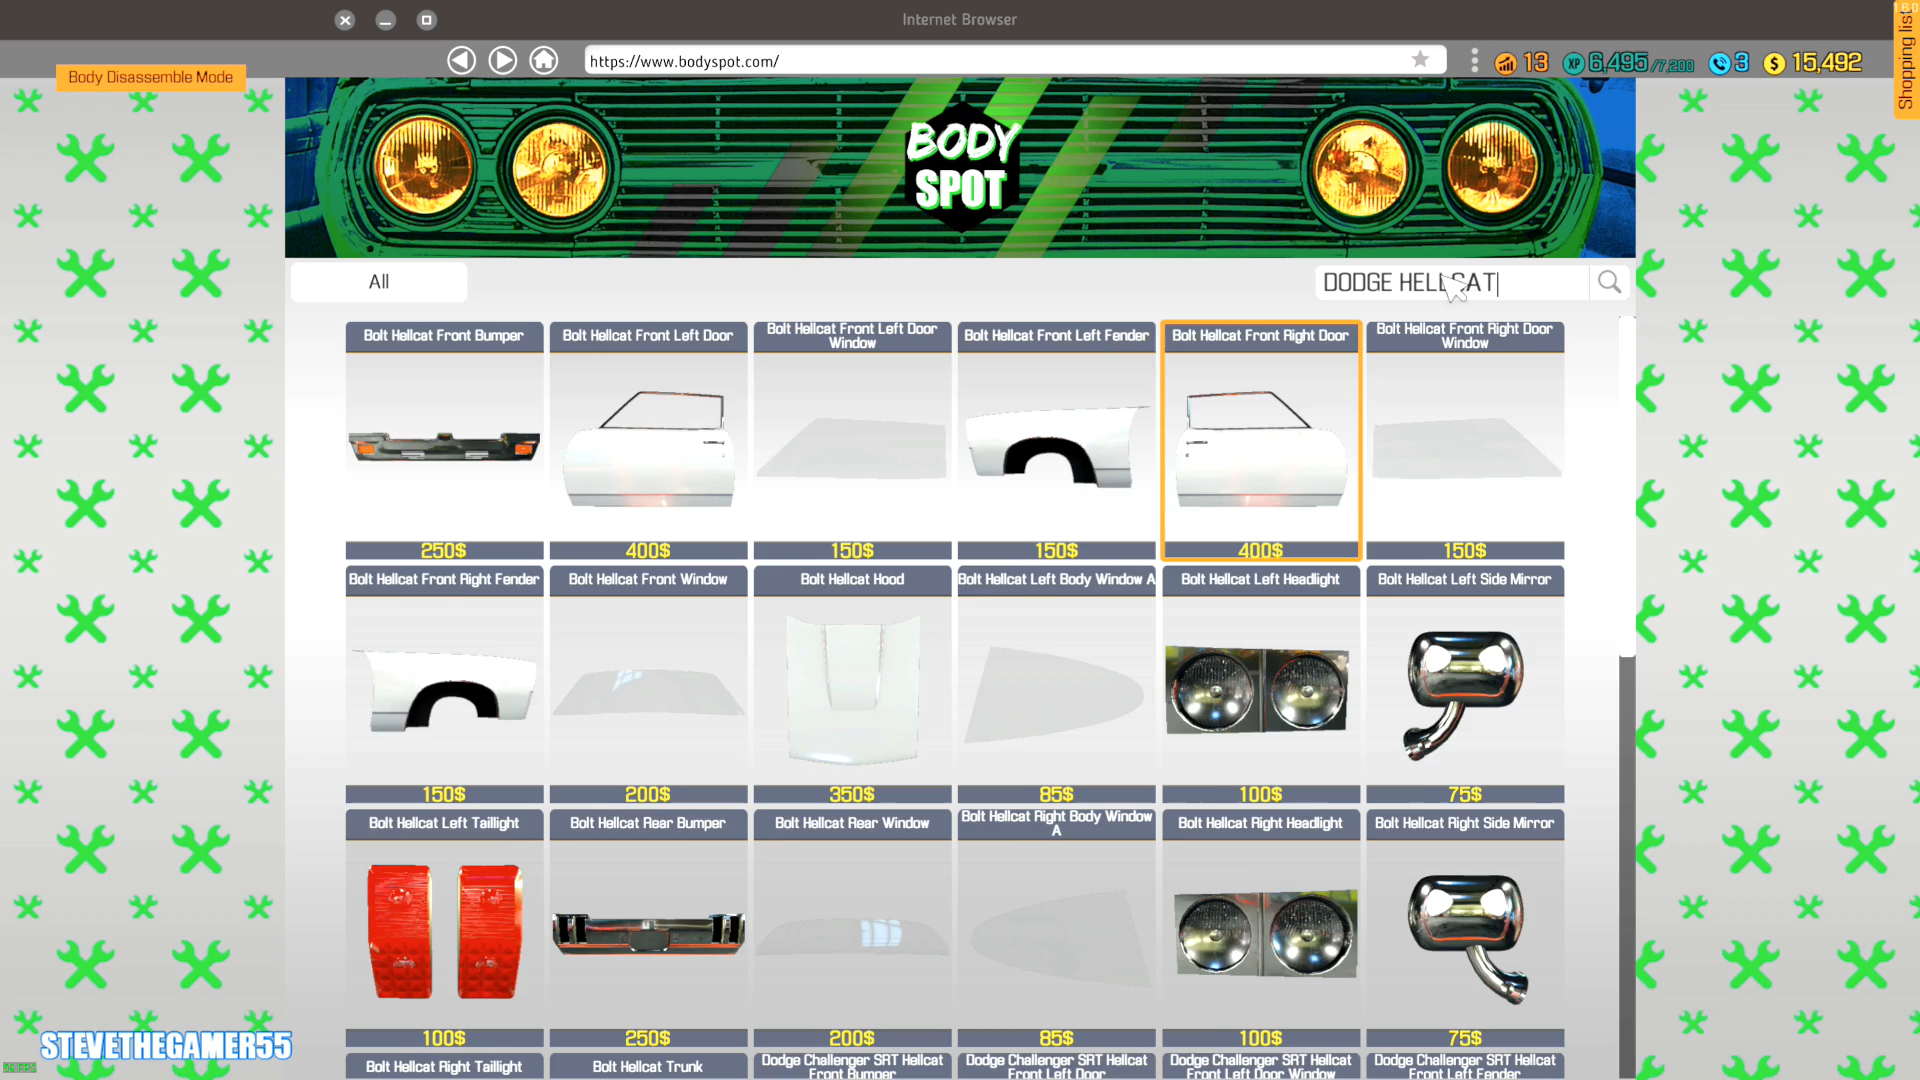 Internet Browser
1.6.0
Shopping list
https://www.bodyspot.com/
13
XP 6,495/7,200
3
$ 15,492
Body Disassemble Mode
BODY
SPOT
All
DODGE HELLCAT
Bolt Hellcat Front Bumper
Bolt Hellcat Front Left Door
Bolt Hellcat Front Left Door
Window
Bolt Hellcat Front Left Fender
Bolt Hellcat Front Right Door
Bolt Hellcat Front Right Door
Window
250$
400$
150$
150$
400$
150$
Bolt Hellcat Front Right Fender
Bolt Hellcat Front Window
Bolt Hellcat Hood
Bolt Hellcat Left Body Window A
Bolt Hellcat Left Headlight
Bolt Hellcat Left Side Mirror
150$
200$
350$
85$
100$
75$
Bolt Hellcat Left Taillight
Bolt Hellcat Rear Bumper
Bolt Hellcat Rear Window
Bolt Hellcat Right Body Window
A
Bolt Hellcat Right Headlight
Bolt Hellcat Right Side Mirror
100$
250$
200$
85$
100$
75$
Bolt Hellcat Right Taillight
Bolt Hellcat Trunk
Dodge Challenger SRT Hellcat
Front Bumper
Dodge Challenger SRT Hellcat
Front Left Door
Dodge Challenger SRT Hellcat
Front Left Door Window
Dodge Challenger SRT Hellcat
Front Left Fender
STEVETHEGAMER55